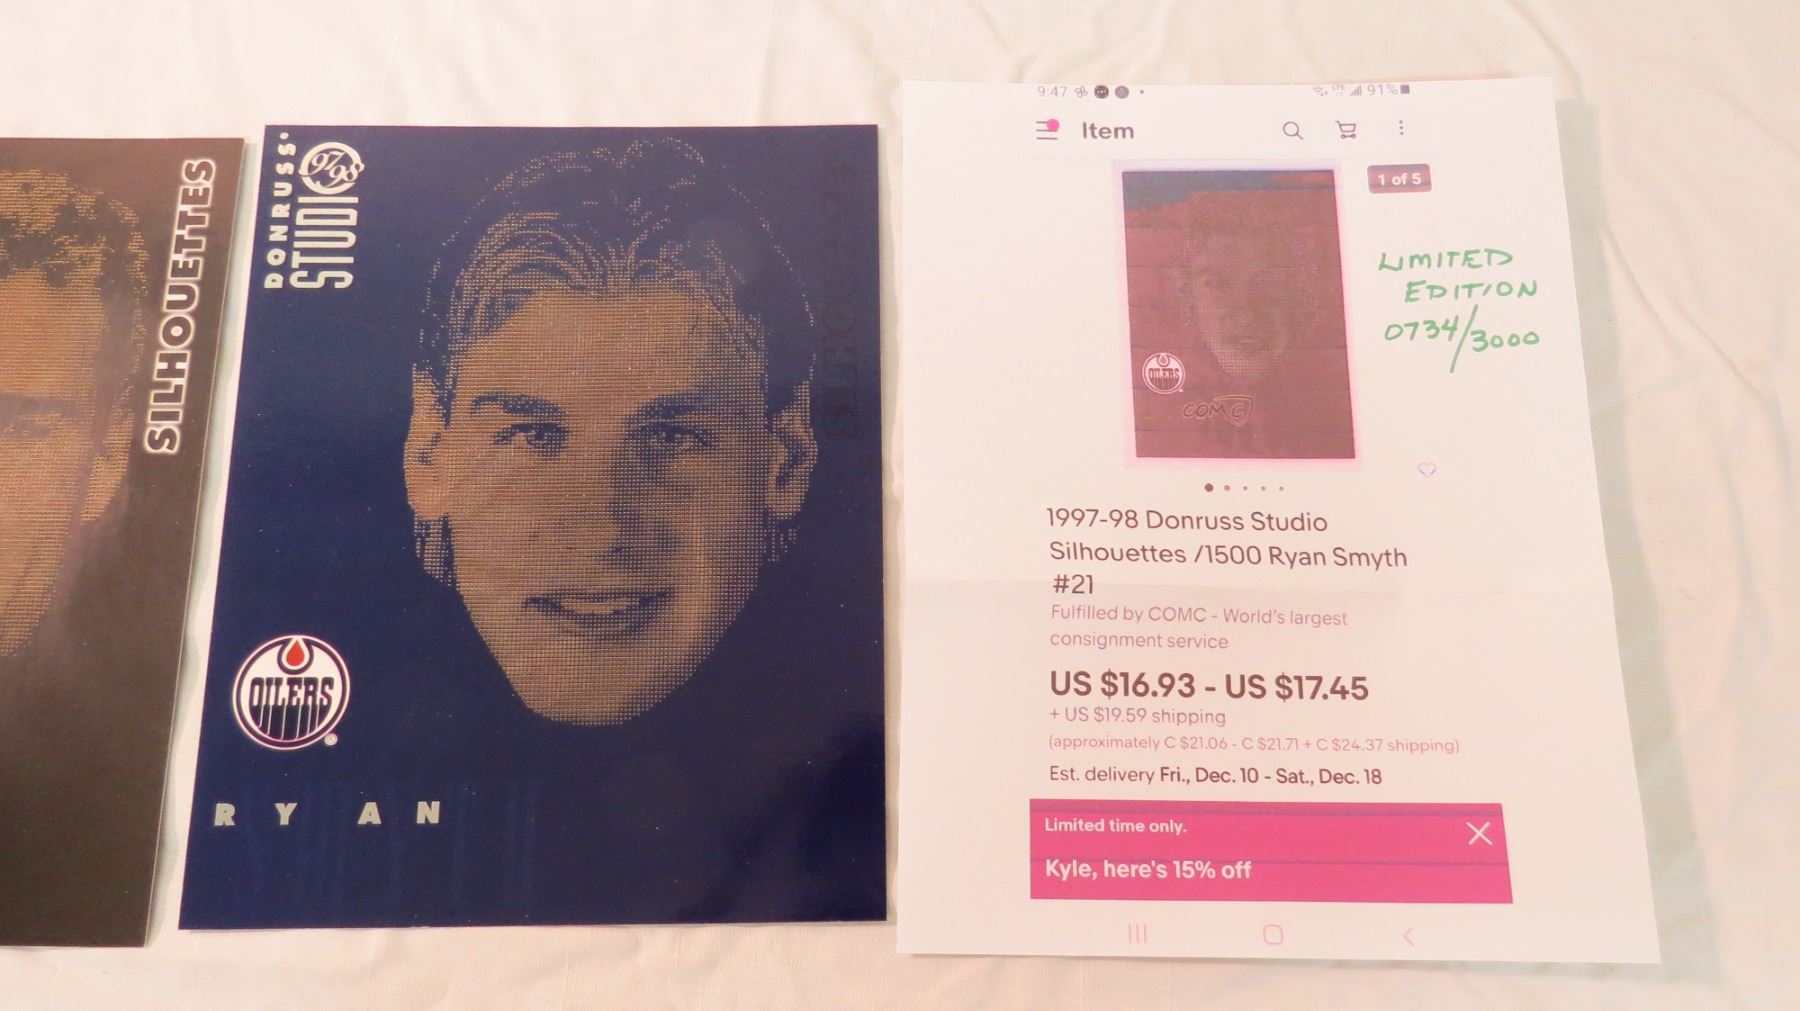 SILHOUETTES
DONRUSS
STUDIO
97 98
SILHOUETTES
OILERS
®
RYAN
9:47
LTE
91%
Item
1 of 5
OILERS
COMC
LIMITED
EDITION
0734/3000
1997-98 Donruss Studio
Silhouettes /1500 Ryan Smyth
#21
Fulfilled by COMC - World's largest
consignment service
US $16.93 - US $17.45
+ US $19.59 shipping
(approximately C $21.06 - C $21.71 + C $24.37 shipping)
Est. delivery Fri., Dec. 10 - Sat., Dec. 18
Limited time only.
Kyle, here's 15% off